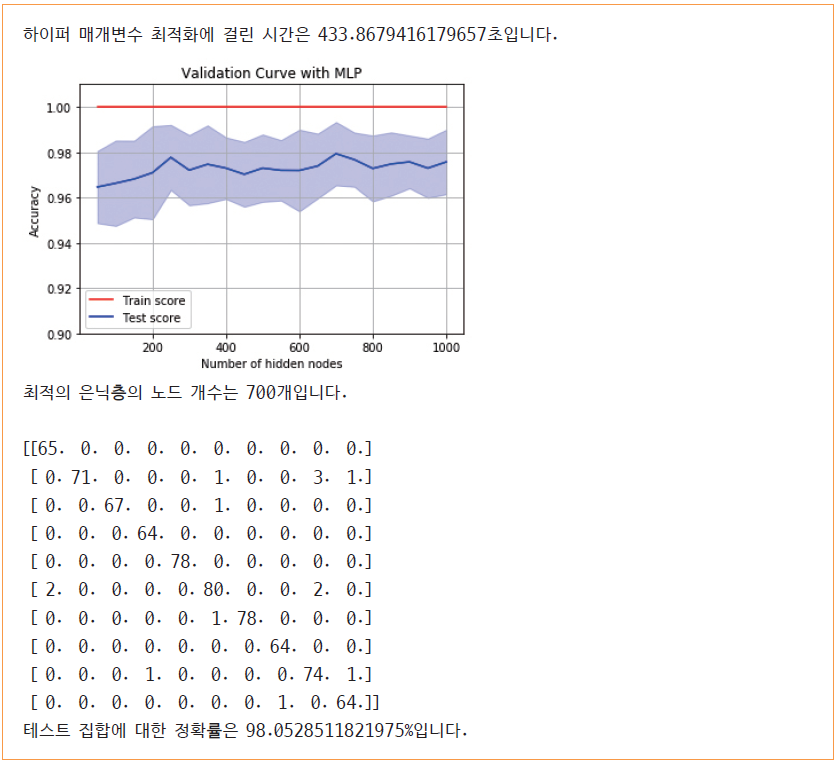 하이퍼 매개변수 최적화에 걸린 시간은 433.8679416179657초입니다.
Validation Curve with MLP
1.00
0.98
0.96
0.94
0.92
0.90
Accuracy
Train score
Test score
200 400 600 800 1000
Number of hidden nodes
최적의 은닉층의 노드 개수는 700개입니다.
[[65. 0. 0. 0. 0. 0. 0. 0. 0. 0.]
[ 0. 71. 0. 0. 0. 1. 0. 0. 3. 1.]
[ 0. 0. 67. 0. 0. 1. 0. 0. 0. 0.]
[ 0. 0. 0. 64. 0. 0. 0. 0. 0. 0.]
[ 0. 0. 0. 0. 78. 0. 0. 0. 0. 0.]
[ 2. 0. 0. 0. 0. 80. 0. 0. 2. 0.]
[ 0. 0. 0. 0. 0. 1. 78. 0. 0. 0.]
[ 0. 0. 0. 0. 0. 0. 0. 64. 0. 0.]
[ 0. 0. 0. 1. 0. 0. 0. 0. 74. 1.]
[ 0. 0. 0. 0. 0. 0. 0. 1. 0. 64.]]
테스트 집합에 대한 정확률은 98.0528511821975%입니다.